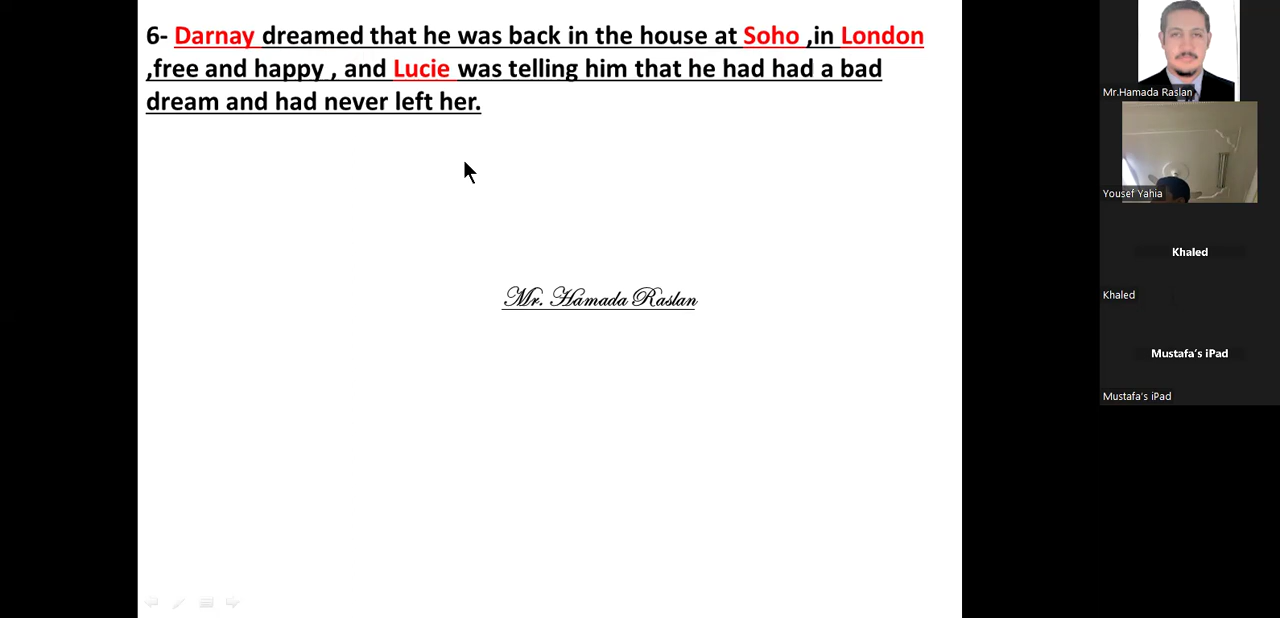 6- Darnay dreamed that he was back in the house at Soho ,in London
,free and happy , and Lucie was telling him that he had had a bad
dream and had never left her.
Mr. Hamada Raslan
Mr.Hamada Raslan
Yousef Yahia
Khaled
Khaled
Mustafa's iPad
Mustafa's iPad